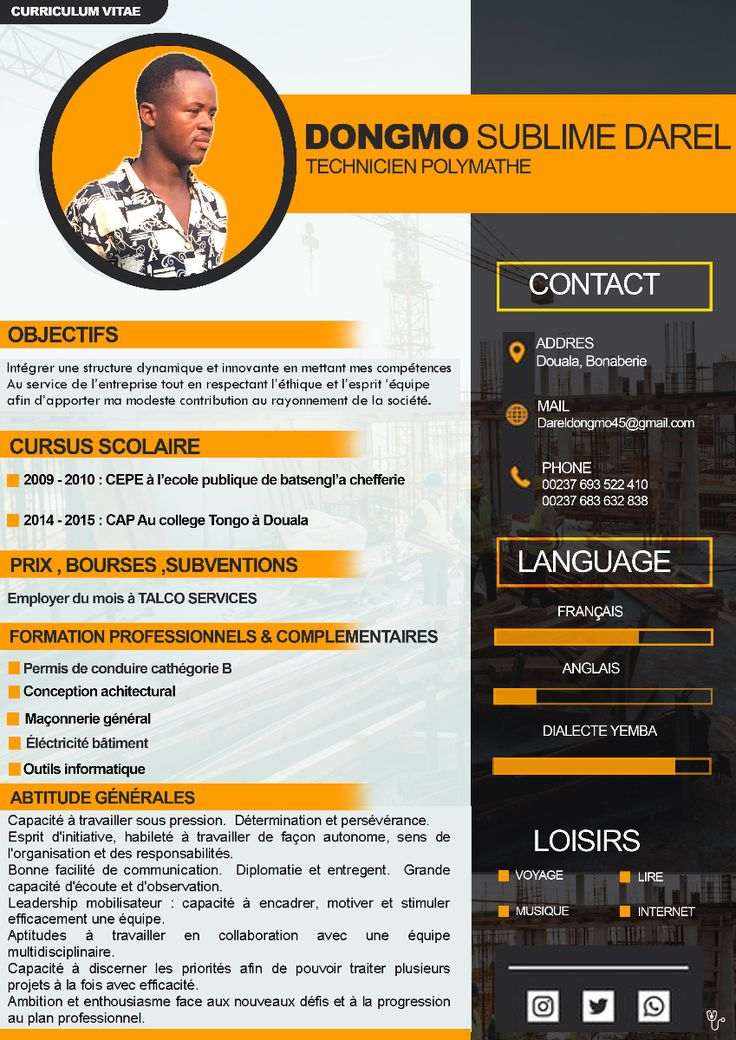 CURRICULUM VITAE
DONGMO SUBLIME DAREL
TECHNICIEN POLYMATHE
OBJECTIFS
Intégrer une structure dynamique et innovante en mettant mes compétences
Au service de l'entreprise tout en respectant l'éthique et l'esprit 'équipe
afin d'apporter ma modeste contribution au rayonnement de la société.
CURSUS SCOLAIRE
2009 - 2010 : CEPE à l'ecole publique de batsengl'a chefferie
2014 - 2015 : CAP Au college Tongo à Douala
PRIX , BOURSES ,SUBVENTIONS
Employer du mois à TALCO SERVICES
FORMATION PROFESSIONNELS & COMPLEMENTAIRES
Permis de conduire cathégorie B
Conception achitectural
Maçonnerie général
Éléctricité bâtiment
Outils informatique
ABTITUDE GÉNÉRALES
Capacité à travailler sous pression. Détermination et persévérance.
Esprit d'initiative, habileté à travailler de façon autonome, sens de
l'organisation et des responsabilités.
Bonne facilité de communication. Diplomatie et entregent. Grande
capacité d'écoute et d'observation.
Leadership mobilisateur : capacité à encadrer, motiver et stimuler
efficacement une équipe.
Aptitudes à travailler en collaboration avec une équipe
multidisciplinaire.
Capacité à discerner les priorités afin de pouvoir traiter plusieurs
projets à la fois avec efficacité.
Ambition et enthousiasme face aux nouveaux défis et à la progression
au plan professionnel.
CONTACT
ADDRES
Douala, Bonaberie
MAIL
Dareldongmo45@gmail.com
PHONE
00237 693 522 410
00237 683 632 838
LANGUAGE
FRANÇAIS
ANGLAIS
DIALECTE YEMBA
LOISIRS
VOYAGE
LIRE
MUSIQUE
INTERNET